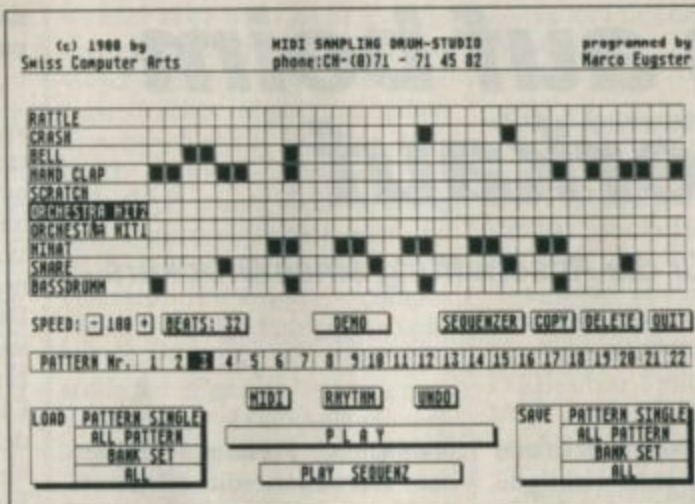 (c) 1988 by MIDI SAMPLING DRUM-STUDIO programmed by
Swiss Computer Arts phone:CH-(0)71 - 71 45 82 Marco Eugster
RATTLE
CRASH
BELL
HAND CLAP
SCRATCH
ORCHESTRA HIT2
ORCHESTRA HIT1
HIHAT
SNARE
BASSDRUMM
SPEED: - 180 + BEATS: 32 DEMO SEQUENZER COPY DELETE QUIT
PATTERN Nr. 1 2 3 4 5 6 7 8 9 10 11 12 13 14 15 16 17 18 19 20 21 22
MIDI RHYTHM UNDO
LOAD PATTERN SINGLE SAVE PATTERN SINGLE
ALL PATTERN PLAY ALL PATTERN
BANK SET BANK SET
ALL PLAY SEQUENZ ALL